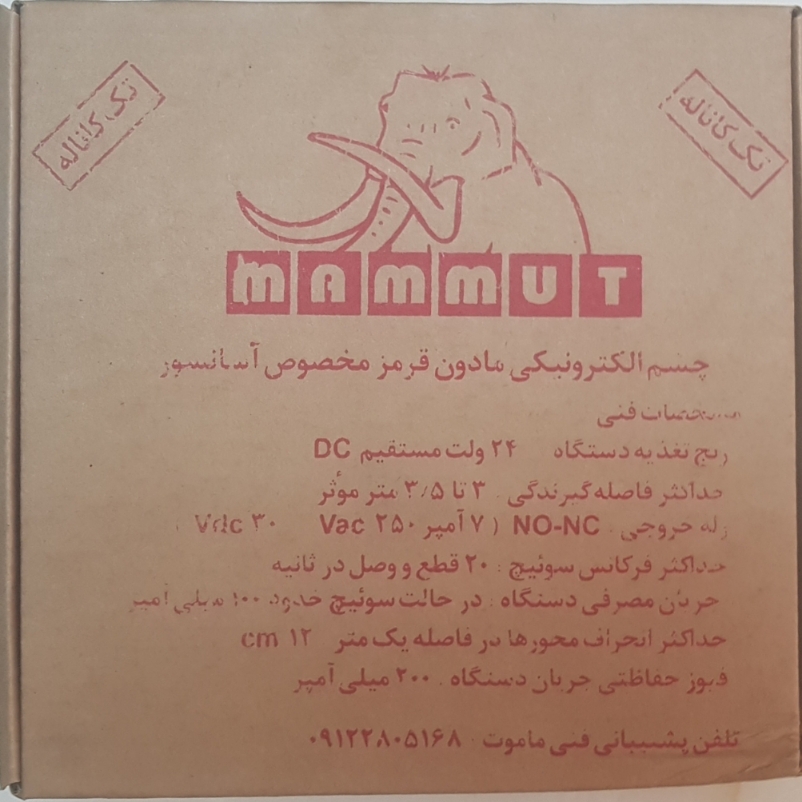 تک کاناله
تک کاناله
MAMMUT
چشم الکترونیکی مادون قرمز مخصوص آسانسور
مشخصات فنی
رنج تغذیه دستگاه ۲۴ ولت مستقیم DC
حداکثر فاصله گیرندگی ۳ تا ۳/۵ متر موثر
رله خروجی NO-NC ( ۷ آمپر ۲۵۰ Vac ۳۰ Vdc
حداکثر فرکانس سوئیچ : ۲۰ قطع و وصل در ثانیه
جریان مصرفی دستگاه : در حالت سوئیچ حدود ۱۰۰ میلی آمپر
حداکثر انحراف محورها در فاصله یک متر ۱۲ cm
فیوز حفاظتی جریان دستگاه . ۲۰۰ میلی آمپر
تلفن پشتیبانی فنی ماموت : ۰۹۱۲۲۸۰۵۱۶۸